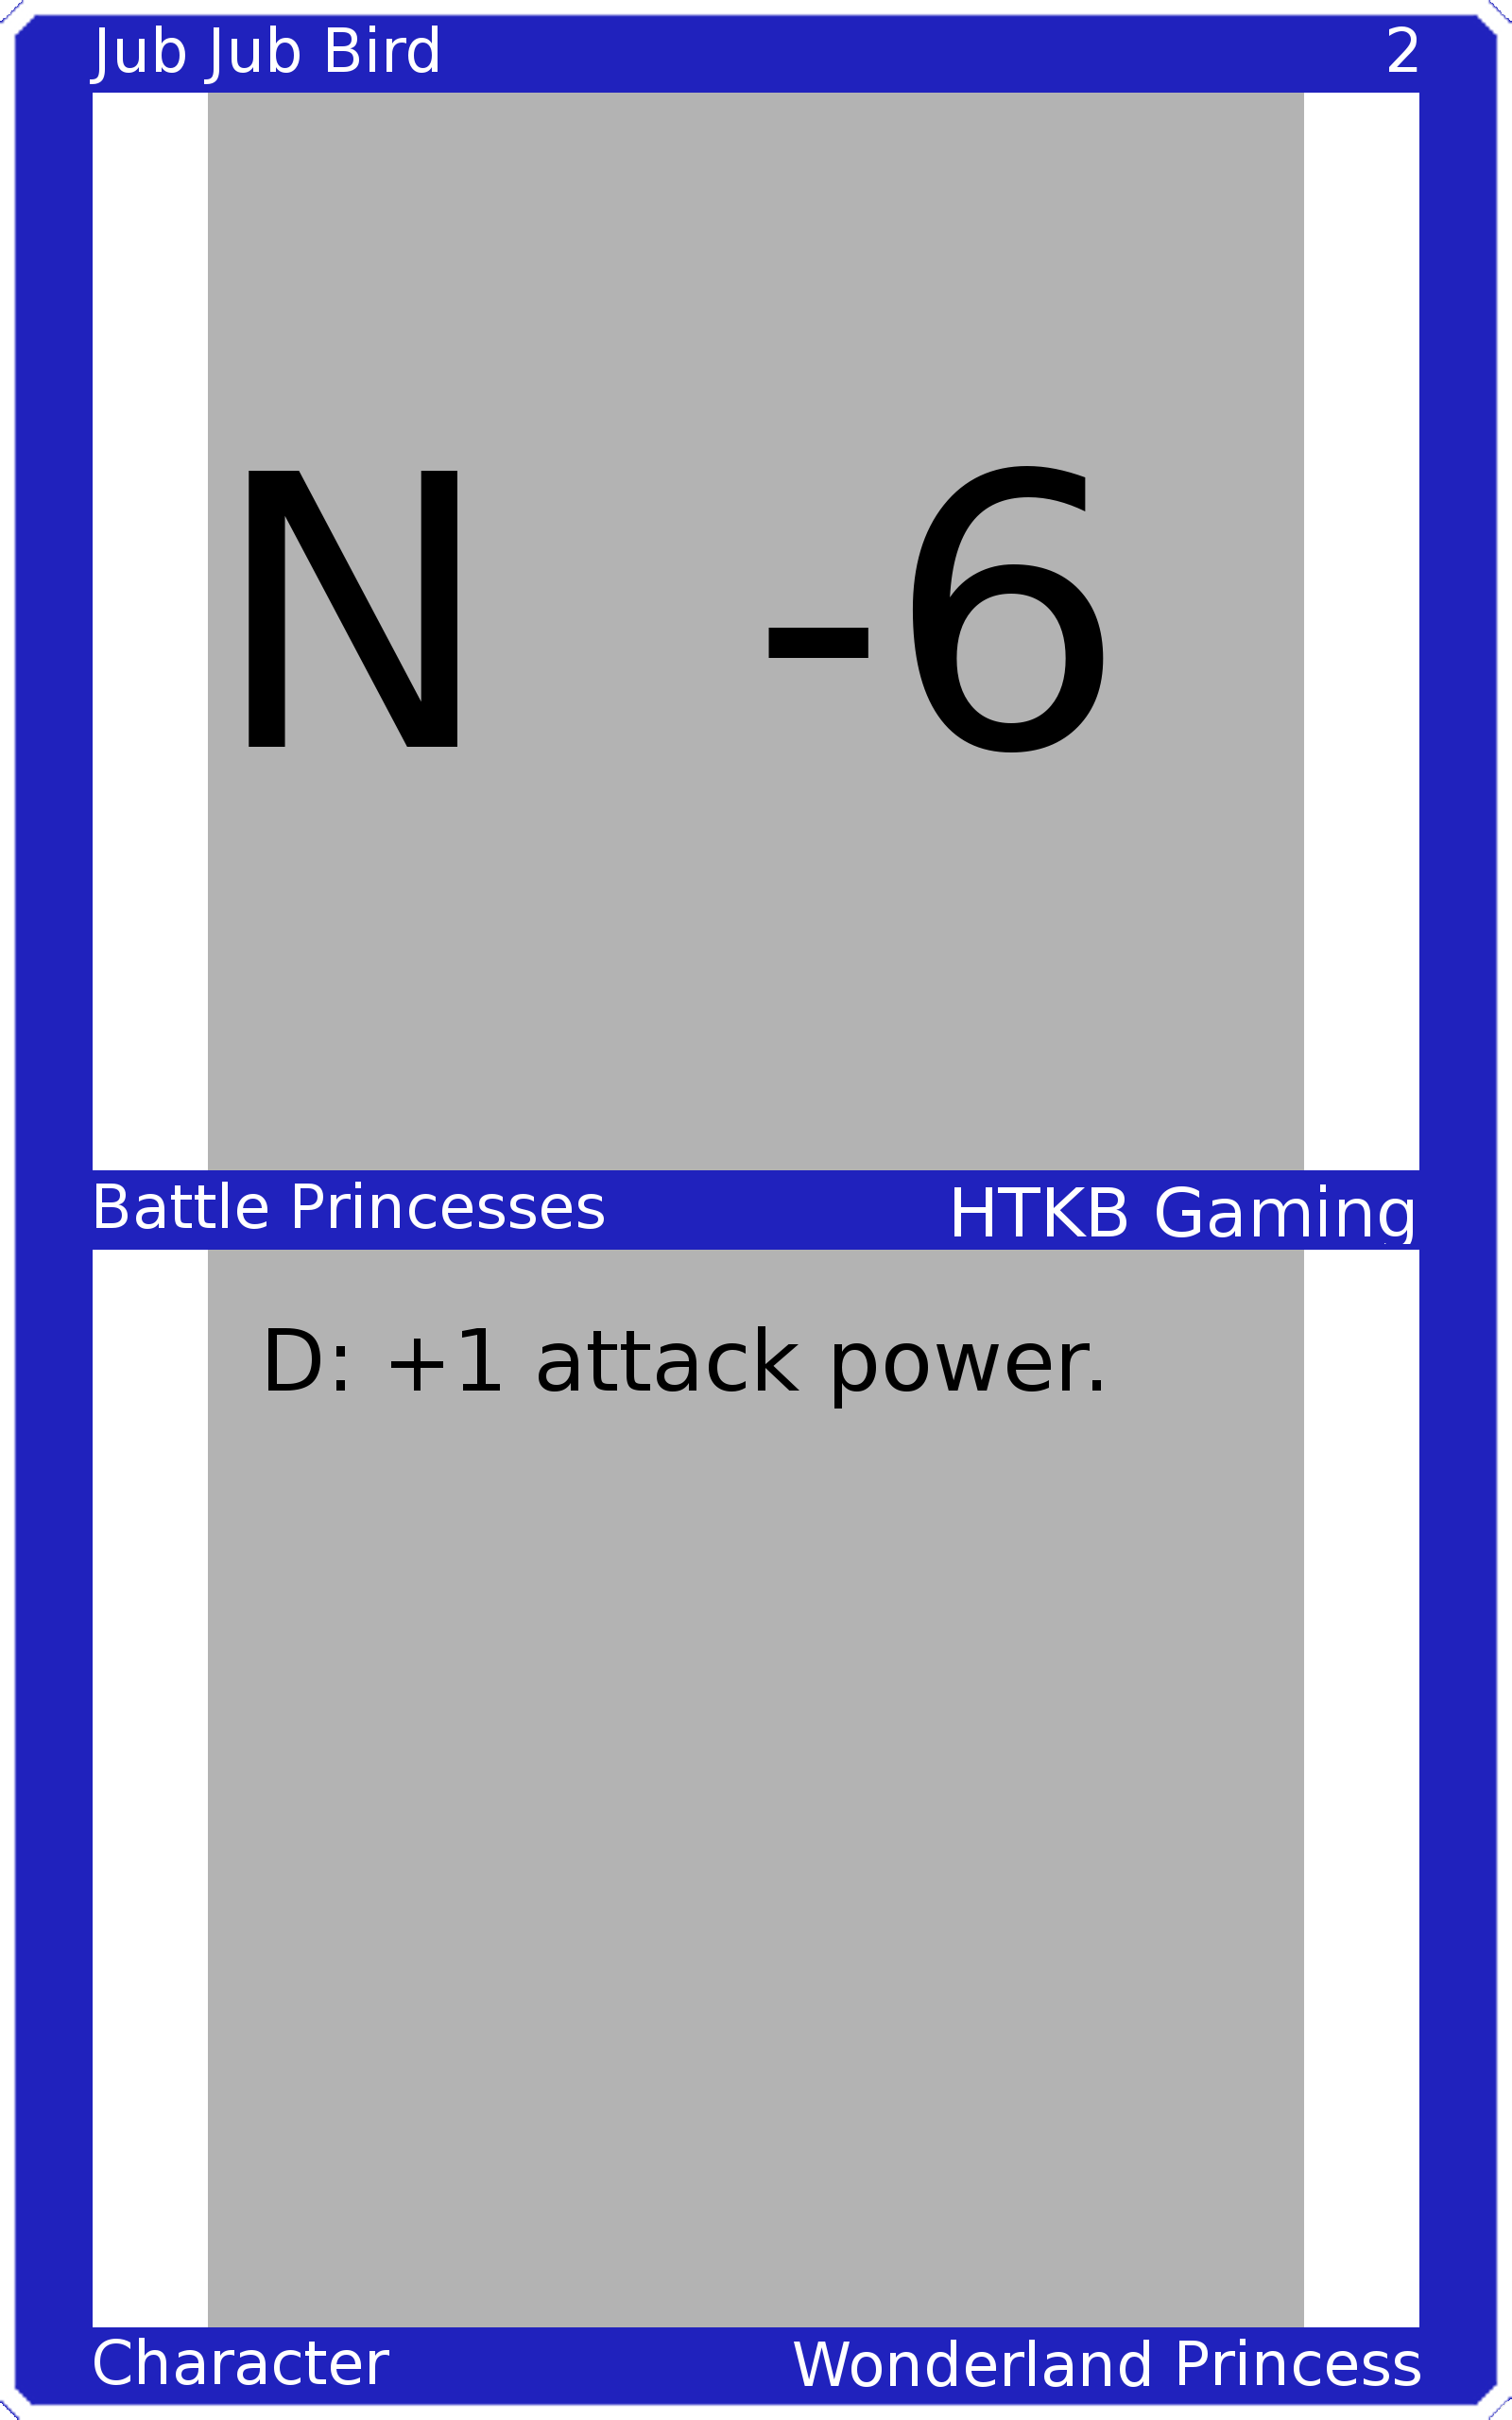 Jub Jub Bird 2
N -6
Battle Princesses HTKB Gaming
D: +1 attack power.
Character Wonderland Princess